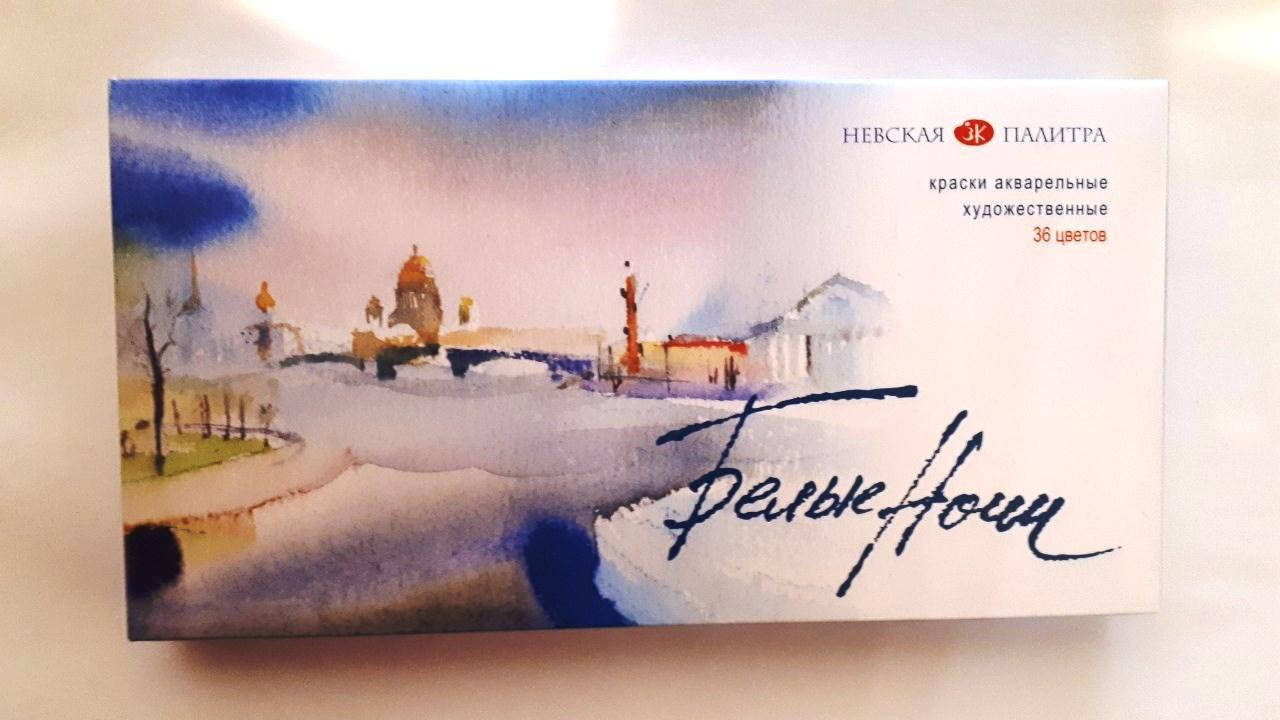 НЕВСКАЯ ЗК ПАЛИТРА
краски акварельные
художественные
36 цветов
Белые Ночи